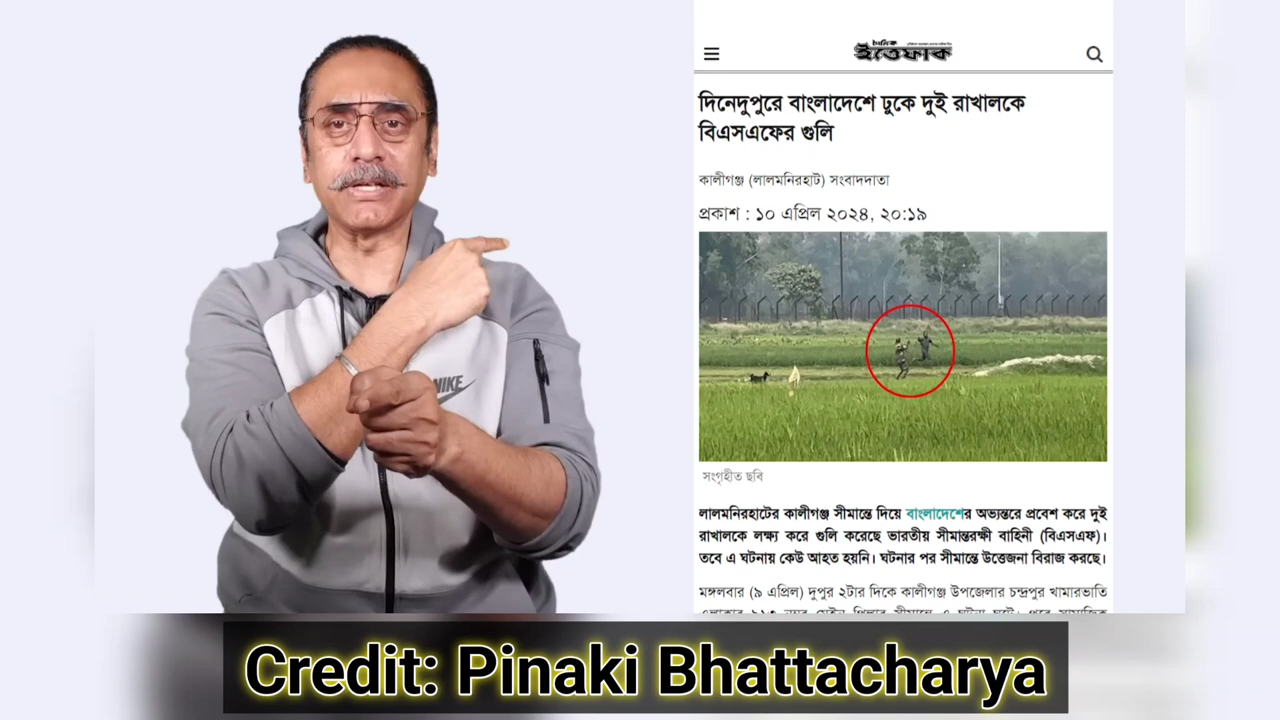 NIKE
দৈনিক
ইত্তেফাক
দিনেদুপুরে বাংলাদেশে ঢুকে দুই রাখালকে
বিএসএফের গুলি
কালীগঞ্জ (লালমনিরহাট) সংবাদদাতা
প্রকাশ : ১০ এপ্রিল ২০২৪, ২০:১৯
সংগৃহীত ছবি
লালমনিরহাটের কালীগঞ্জ সীমান্তে দিয়ে বাংলাদেশের অভ্যন্তরে প্রবেশ করে দুই
রাখালকে লক্ষ্য করে গুলি করেছে ভারতীয় সীমান্তরক্ষী বাহিনী (বিএসএফ)।
তবে এ ঘটনায় কেউ আহত হয়নি। ঘটনার পর সীমান্তে উত্তেজনা বিরাজ করছে।
মঙ্গলবার (৯ এপ্রিল) দুপুর ২টার দিকে কালীগঞ্জ উপজেলার চন্দ্রপুর খামারভাতি
Credit: Pinaki Bhattacharya